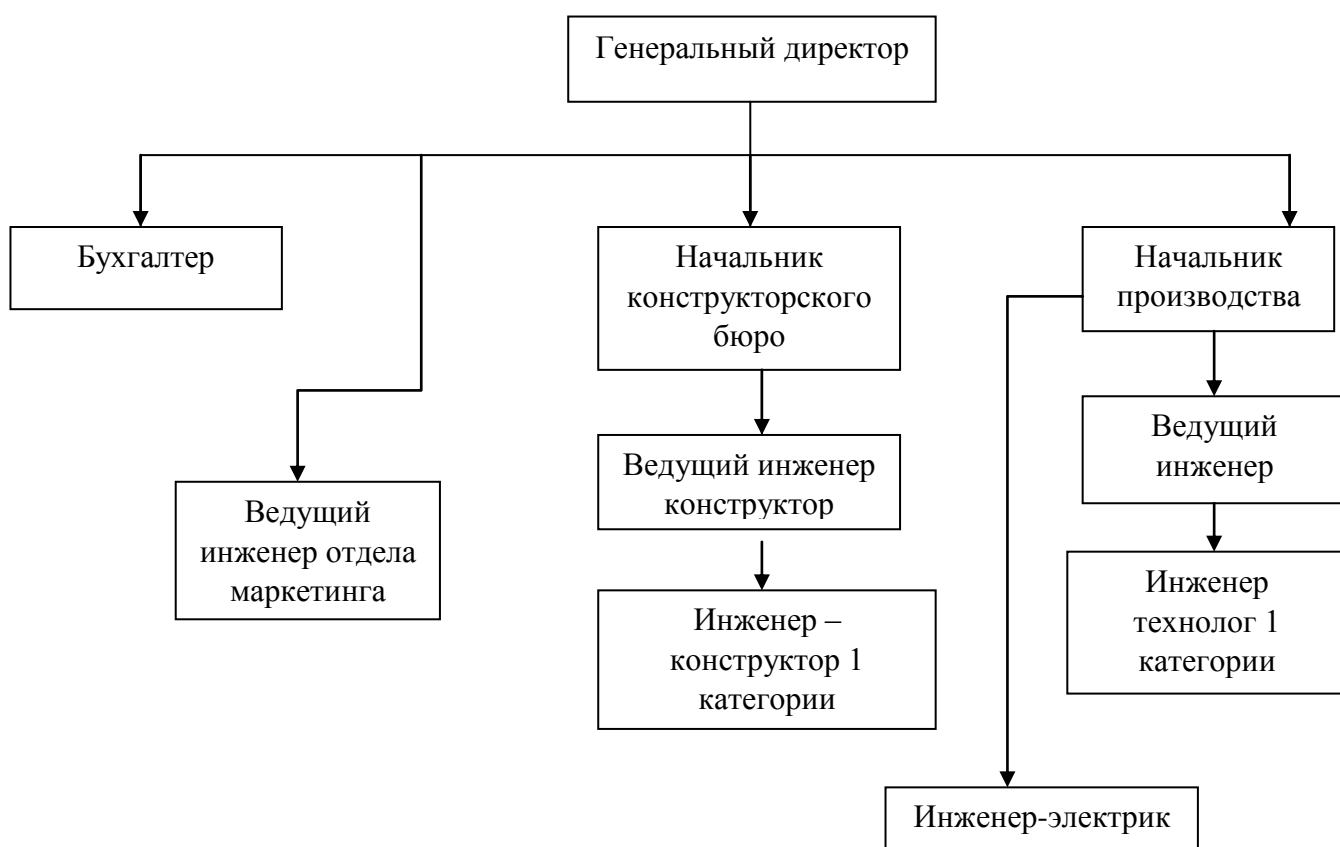 Генеральный директор
Бухгалтер
Начальник
конструкторского
бюро
Начальник
производства
Ведущий
инженер отдела
маркетинга
Ведущий инженер
конструктор
Ведущий
инженер
Инженер –
конструктор 1
категории
Инженер
технолог 1
категории
Инженер-электрик